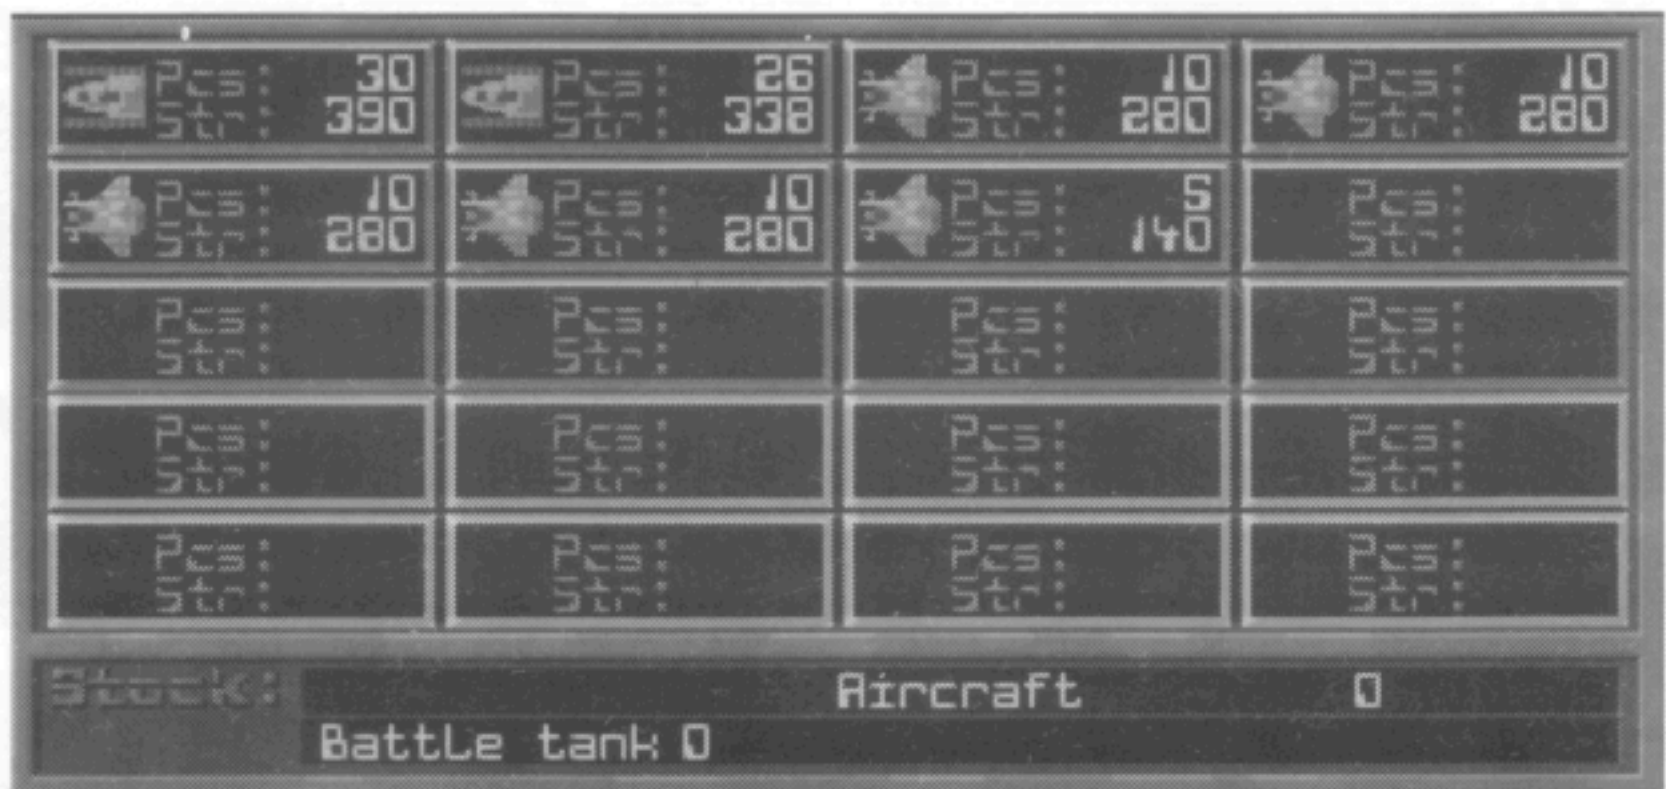 Pcs: 30 Pcs: 26 Pcs: 10 Pcs: 10
Str: 390 Str: 338 Str: 280 Str: 280
Pcs: 10 Pcs: 10 Pcs: 5 Pcs:
Str: 280 Str: 280 Str: 140 Str:
Pcs: Pcs: Pcs: Pcs:
Str: Str: Str: Str:
Pcs: Pcs: Pcs: Pcs:
Str: Str: Str: Str:
Pcs: Pcs: Pcs: Pcs:
Str: Str: Str: Str:
Stock: Aircraft 0
Battle tank 0